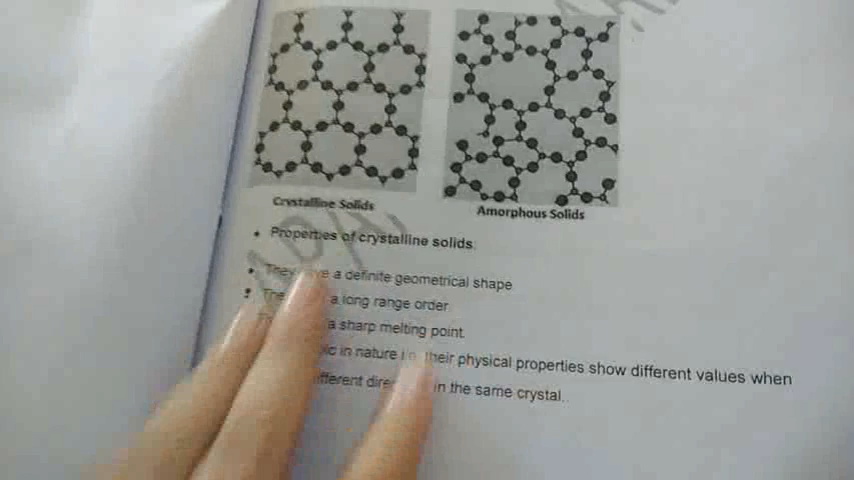 Crystalline Solids
Amorphous Solids
Properties of crystalline solids
They a definite geometrical shape
a long range order
a sharp melting point.
in nature i.e. their physical properties show different values when
in the same crystal..